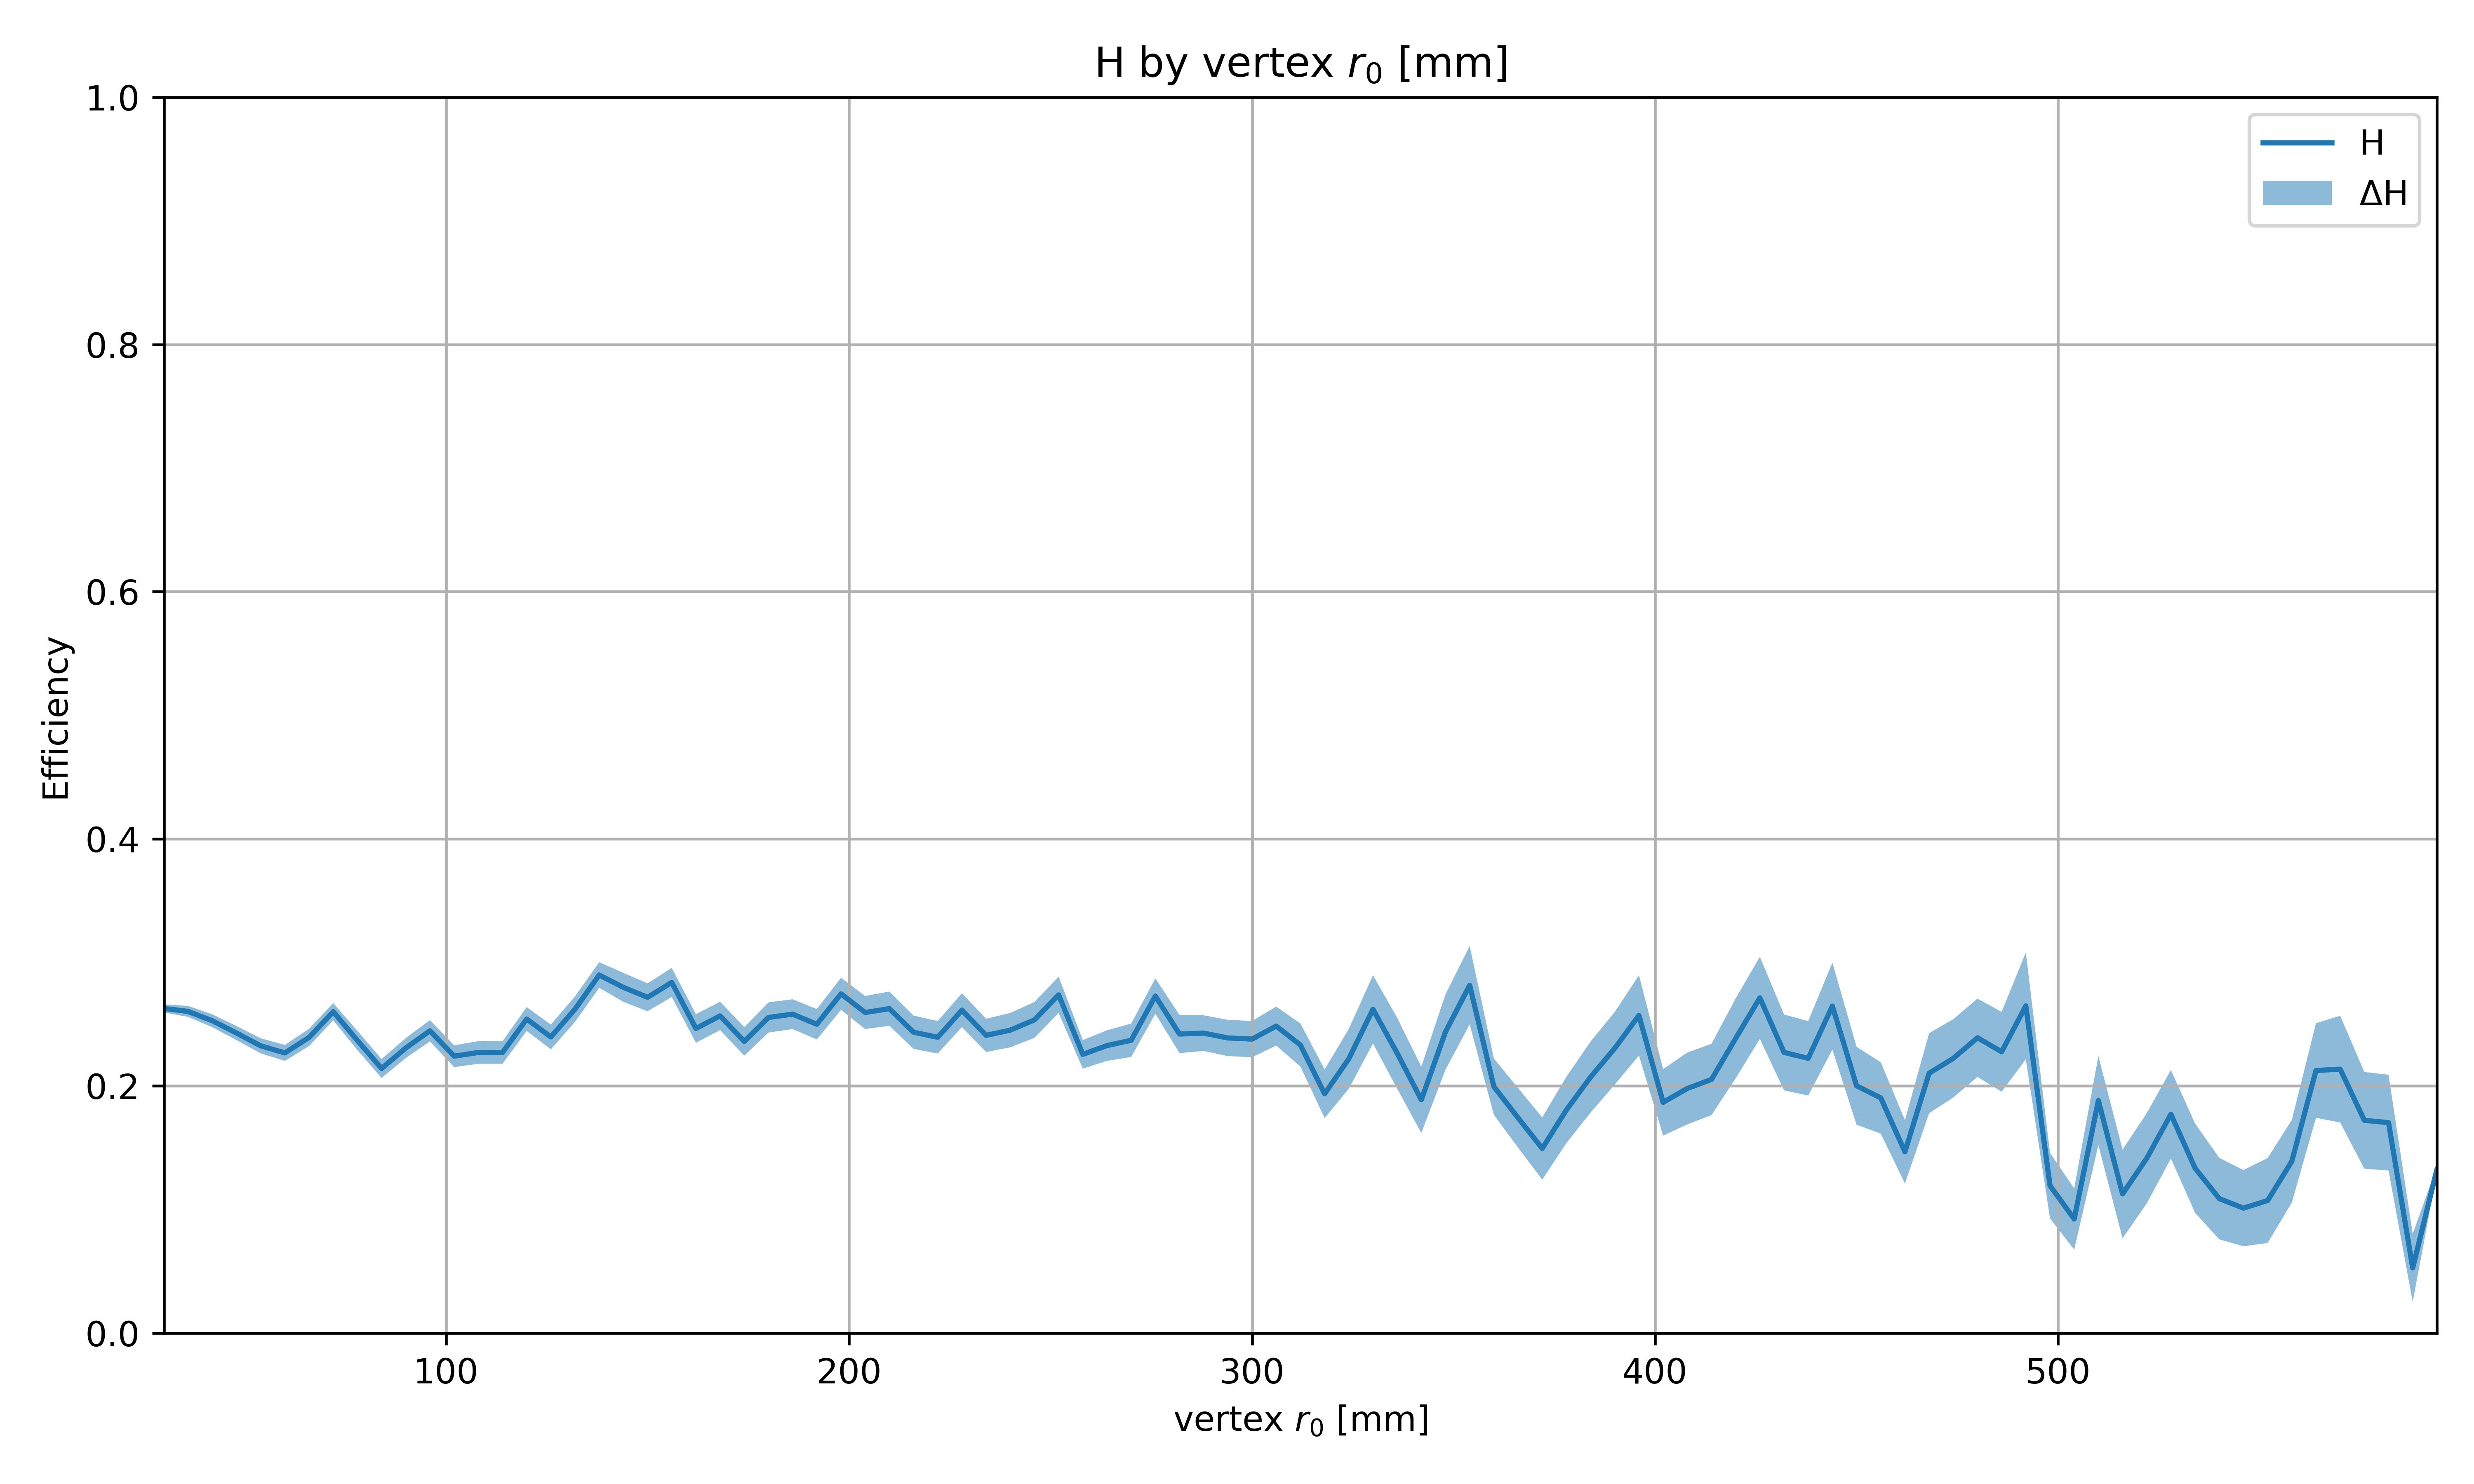 H by vertex r₀ [mm]
1.0
0.8
0.6
0.4
0.2
0.0
Efficiency
H
ΔH
100 200 300 400 500
vertex r₀ [mm]